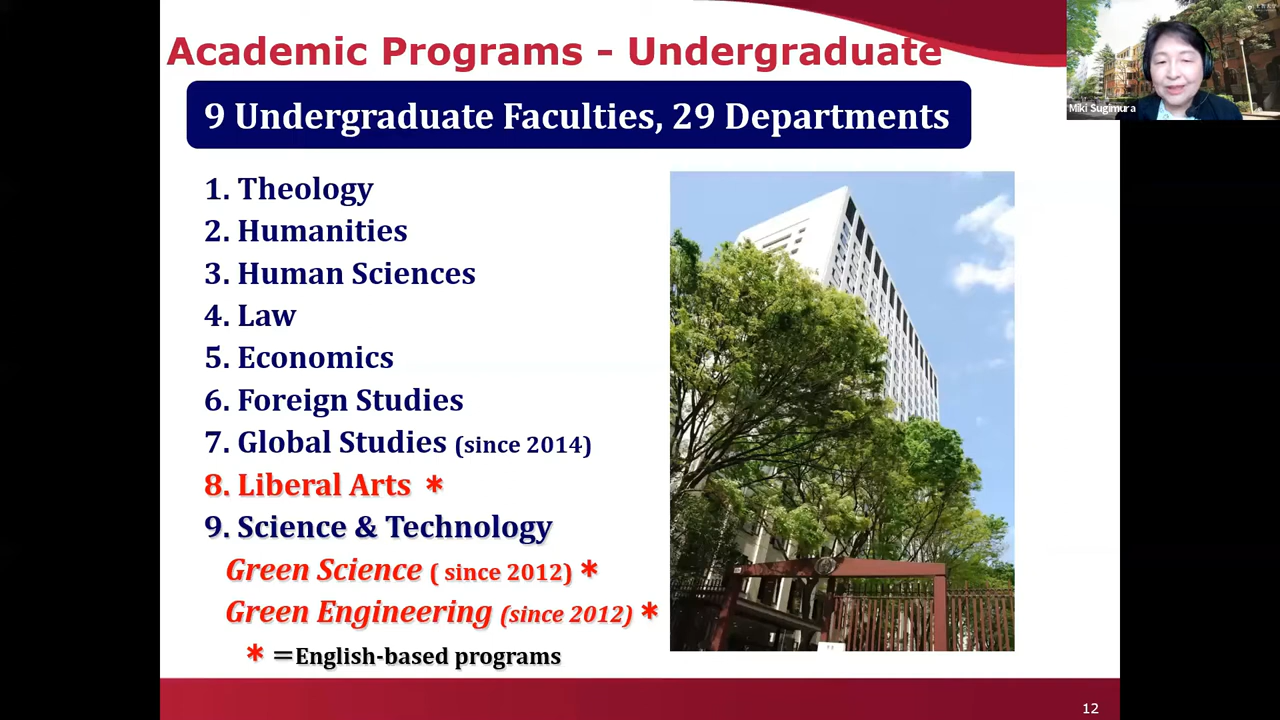 Academic Programs - Undergraduate
Miki Sugimura
9 Undergraduate Faculties, 29 Departments
1. Theology
2. Humanities
3. Human Sciences
4. Law
5. Economics
6. Foreign Studies
7. Global Studies (since 2014)
8. Liberal Arts *
9. Science & Technology
Green Science ( since 2012) *
Green Engineering (since 2012) *
* =English-based programs
12